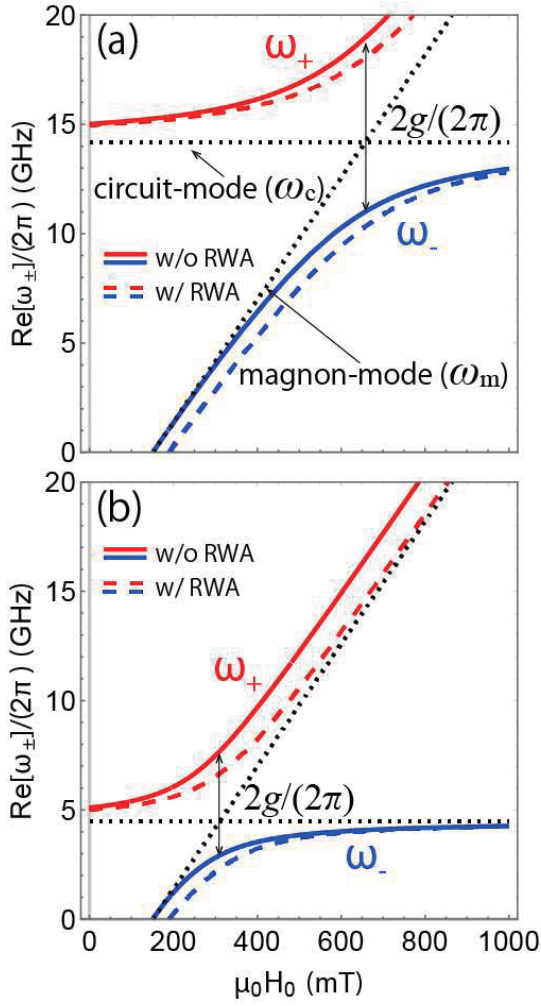 (a)
20
15
10
5
0
Re[ω±]/(2π) (GHz)
ω+
2g/(2π)
circuit-mode (ωc)
w/o RWA
w/ RWA
ω-
magnon-mode (ωm)
(b)
20
15
10
5
0
Re[ω±]/(2π) (GHz)
w/o RWA
w/ RWA
ω+
2g/(2π)
ω-
0 200 400 600 800 1000
μ0H0 (mT)